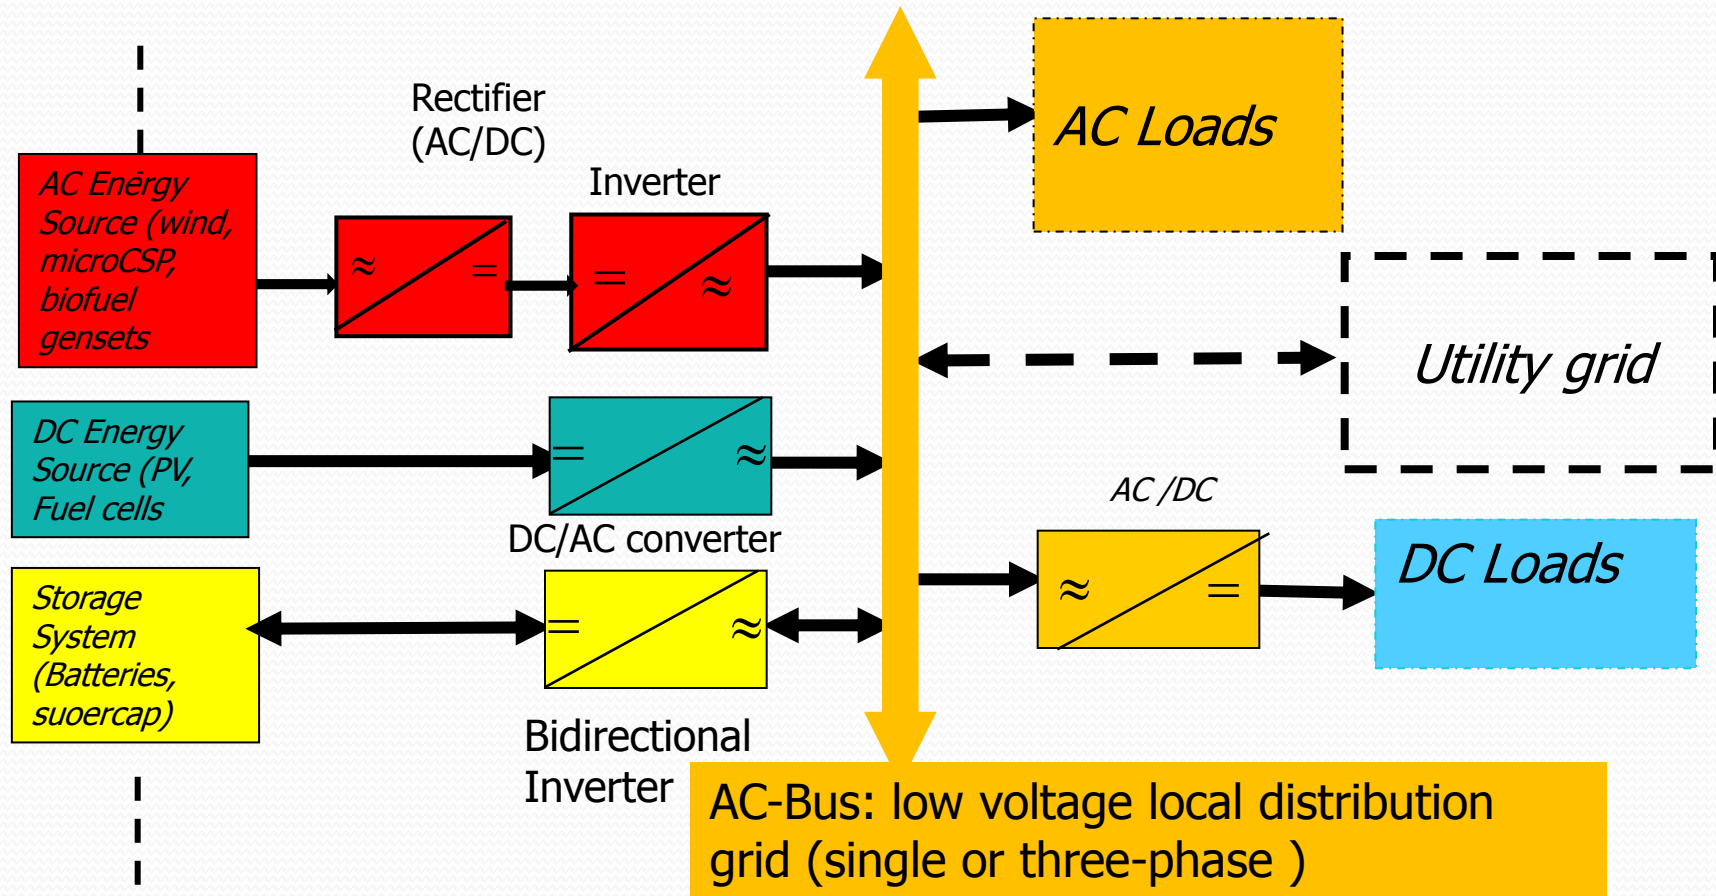 Rectifier
(AC/DC)
Inverter
AC Energy
Source (wind,
microCSP,
biofuel
gensets
≈ =
= ≈
AC Loads
Utility grid
DC Energy
Source (PV,
Fuel cells
= ≈
DC/AC converter
AC /DC
≈ =
DC Loads
Storage
System
(Batteries,
suoercap)
= ≈
Bidirectional
Inverter
AC-Bus: low voltage local distribution
grid (single or three-phase )